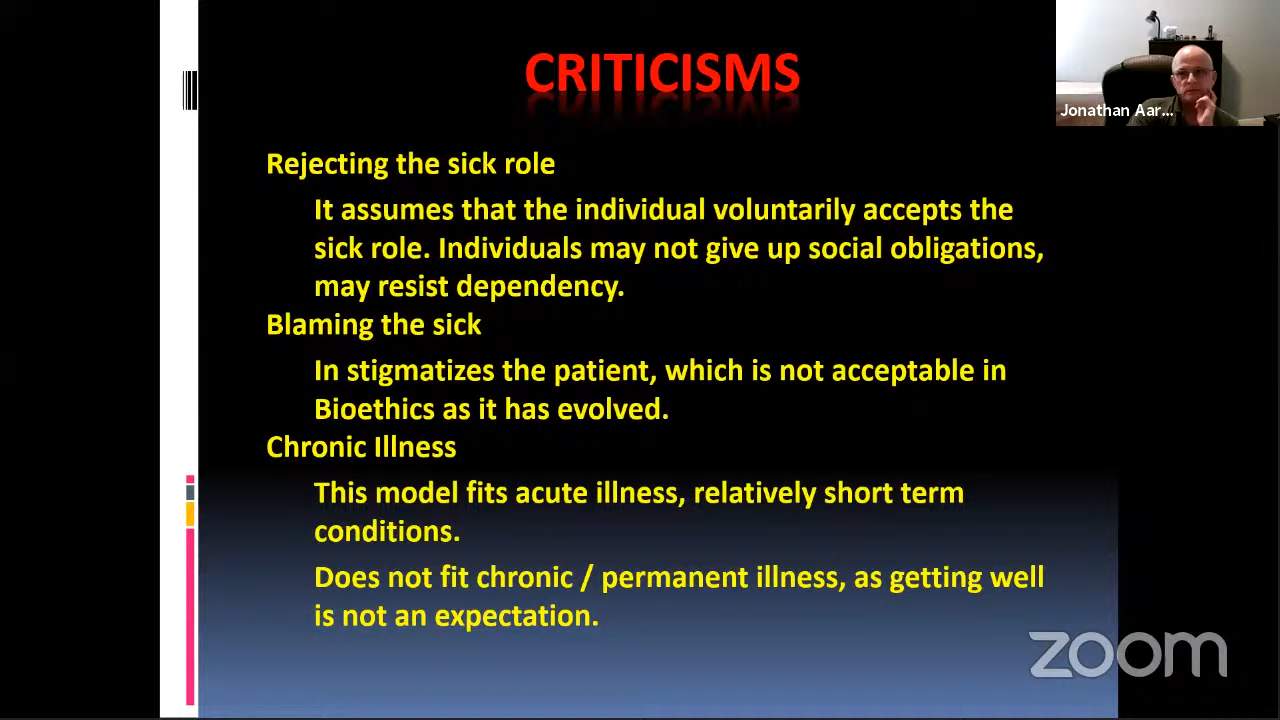 CRITICISMS
Jonathan Aar...
Rejecting the sick role
It assumes that the individual voluntarily accepts the
sick role. Individuals may not give up social obligations,
may resist dependency.
Blaming the sick
In stigmatizes the patient, which is not acceptable in
Bioethics as it has evolved.
Chronic Illness
This model fits acute illness, relatively short term
conditions.
Does not fit chronic / permanent illness, as getting well
is not an expectation.
zoom